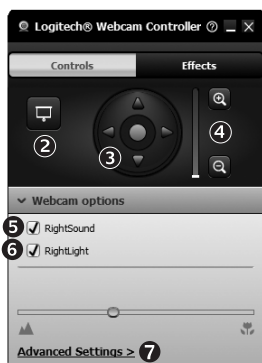 Logitech® Webcam Controller
Controls Effects
2
3
4
Webcam options
5 RightSound
6 RightLight
Advanced Settings > 7